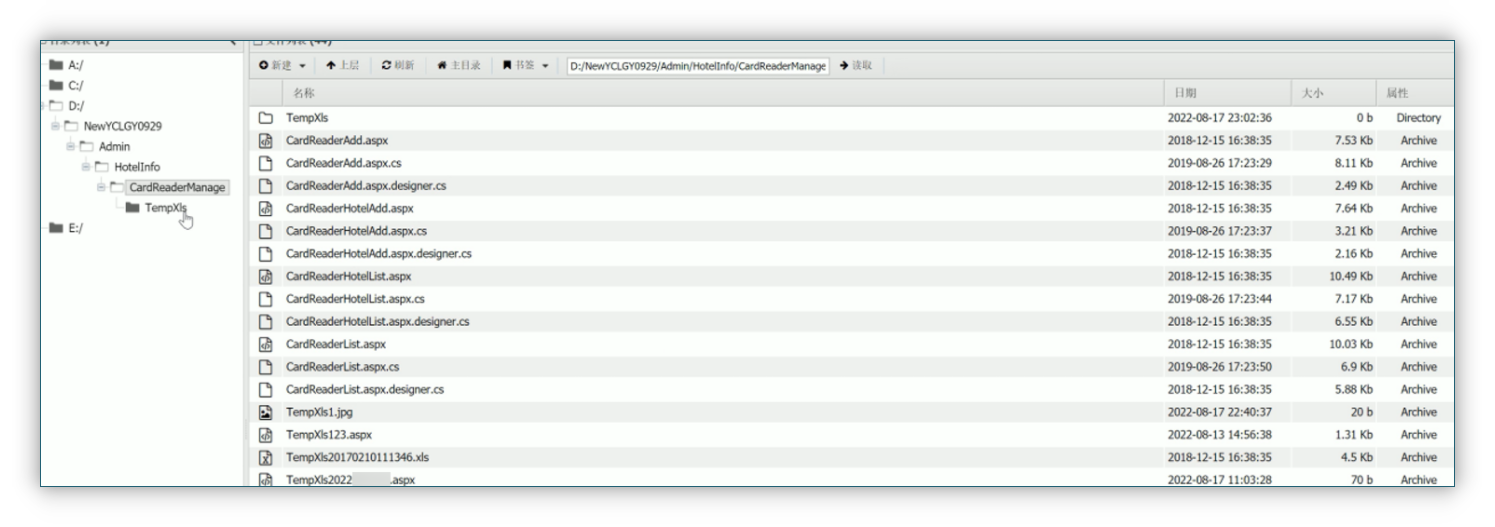 A:/
C:/
D:/
NewYCLGY0929
Admin
HotelInfo
CardReaderManage
TempXls
E:/
新建 上层 刷新 主目录 书签 D:/NewYCLGY0929/Admin/HotelInfo/CardReaderManage 读取
名称 日期 大小 属性
TempXls 2022-08-17 23:02:36 0 b Directory
CardReaderAdd.aspx 2018-12-15 16:38:35 7.53 Kb Archive
CardReaderAdd.aspx.cs 2019-08-26 17:23:29 8.11 Kb Archive
CardReaderAdd.aspx.designer.cs 2018-12-15 16:38:35 2.49 Kb Archive
CardReaderHotelAdd.aspx 2018-12-15 16:38:35 7.64 Kb Archive
CardReaderHotelAdd.aspx.cs 2019-08-26 17:23:37 3.21 Kb Archive
CardReaderHotelAdd.aspx.designer.cs 2018-12-15 16:38:35 2.16 Kb Archive
CardReaderHotelList.aspx 2018-12-15 16:38:35 10.49 Kb Archive
CardReaderHotelList.aspx.cs 2019-08-26 17:23:44 7.17 Kb Archive
CardReaderHotelList.aspx.designer.cs 2018-12-15 16:38:35 6.55 Kb Archive
CardReaderList.aspx 2018-12-15 16:38:35 10.03 Kb Archive
CardReaderList.aspx.cs 2019-08-26 17:23:50 6.9 Kb Archive
CardReaderList.aspx.designer.cs 2018-12-15 16:38:35 5.88 Kb Archive
TempXls1.jpg 2022-08-17 22:40:37 20 b Archive
TempXls123.aspx 2022-08-13 14:56:38 1.31 Kb Archive
TempXls20170210111346.xls 2018-12-15 16:38:35 4.5 Kb Archive
TempXls2022 .aspx 2022-08-17 11:03:28 70 b Archive